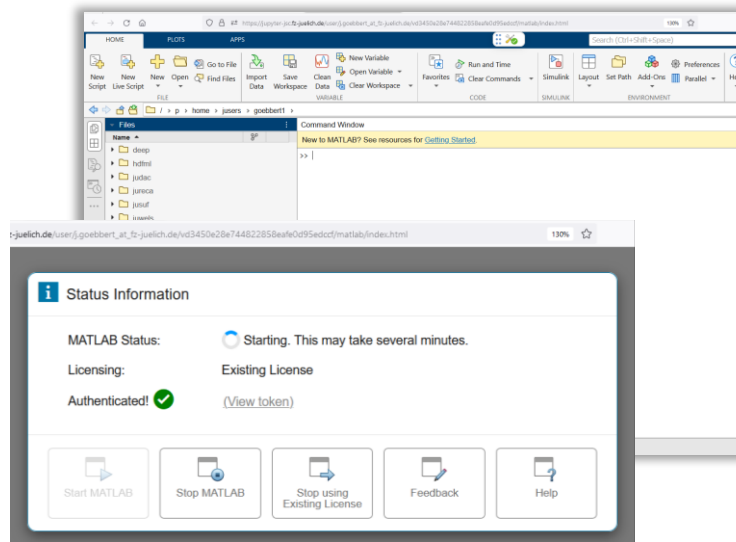 https://jupyter-jsc.fz-juelich.de/user/j.goebbert_at_fz-juelich.de/vd3450e28e744822858eafe0d95edccf/matlab/index.html 130%
HOME PLOTS APPS
Search (Ctrl+Shift+Space)
New Script
New Live Script
New
Open
Go to File
Find Files
Import Data
Save Workspace
Clean Data
New Variable
Open Variable
Clear Workspace
Favorites
Run and Time
Clear Commands
Simulink
Layout
Set Path
Add-Ons
Preferences
Parallel
FILE VARIABLE CODE SIMULINK ENVIRONMENT
/ › p › home › jusers › goebbert1 ›
Files
Command Window
Name
New to MATLAB? See resources for Getting Started.
>>
deep
hdfml
judac
jureca
jusuf
juwels
z-juelich.de/user/j.goebbert_at_fz-juelich.de/vd3450e28e744822858eafe0d95edccf/matlab/index.html 130%
i Status Information
MATLAB Status: Starting. This may take several minutes.
Licensing: Existing License
Authenticated! (View token)
Start MATLAB
Stop MATLAB
Stop using
Existing License
Feedback
Help